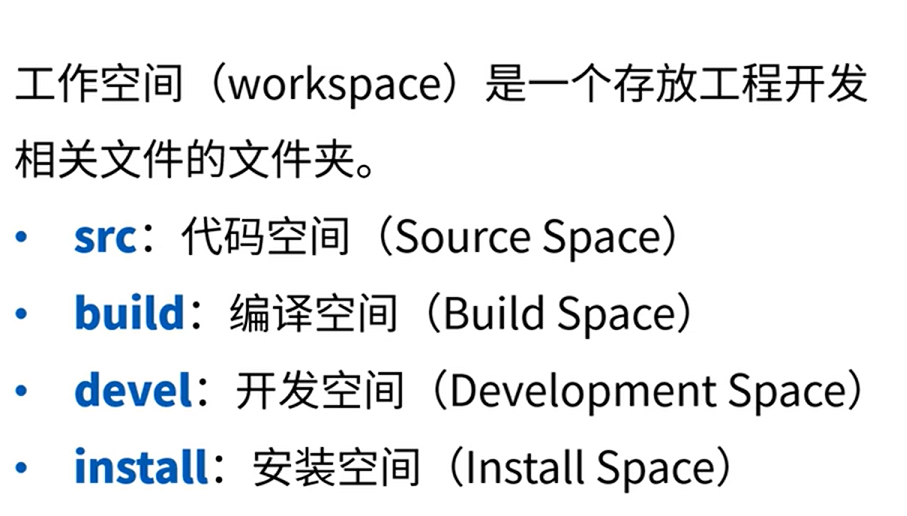 工作空间（workspace）是一个存放工程开发
相关文件的文件夹。
• src：代码空间（Source Space）
• build：编译空间（Build Space）
• devel：开发空间（Development Space）
• install：安装空间（Install Space）